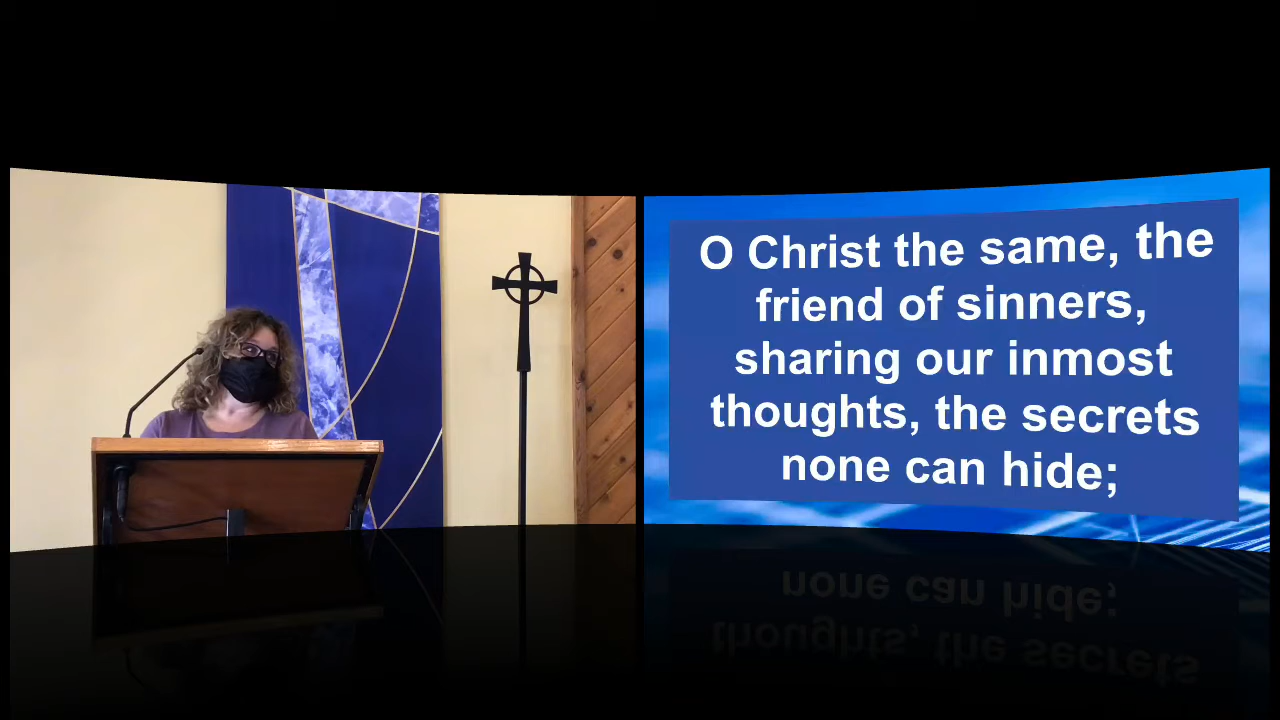 O Christ the same, the
friend of sinners,
sharing our inmost
thoughts, the secrets
none can hide;